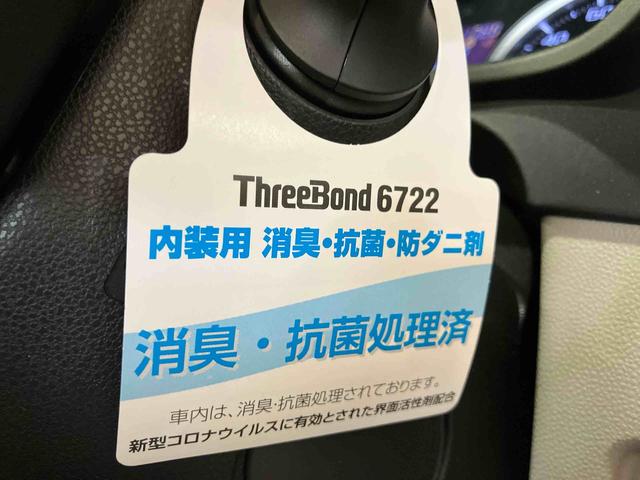 ThreeBond 6722
内装用 消臭・抗菌・防ダニ剤
消臭・抗菌処理済
車内は、消臭・抗菌処理されております。
新型コロナウイルスに有効とされた界面活性剤配合